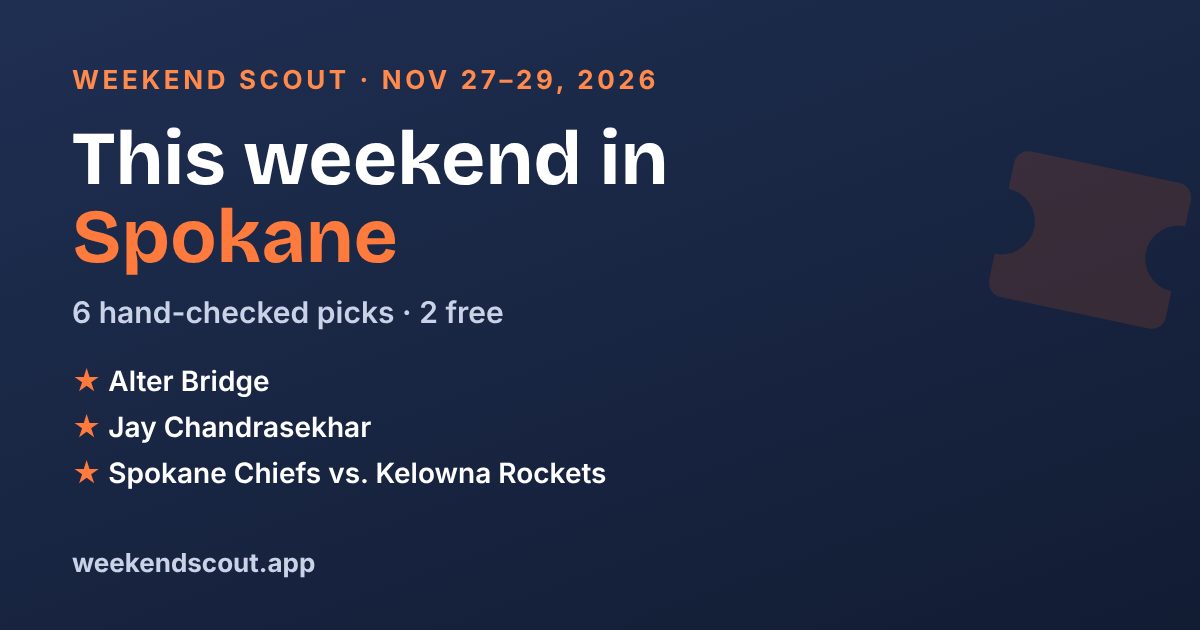 WEEKEND SCOUT · NOV 27–29, 2026
This weekend in
Spokane
6 hand-checked picks · 2 free
★ Alter Bridge
★ Jay Chandrasekhar
★ Spokane Chiefs vs. Kelowna Rockets
weekendscout.app